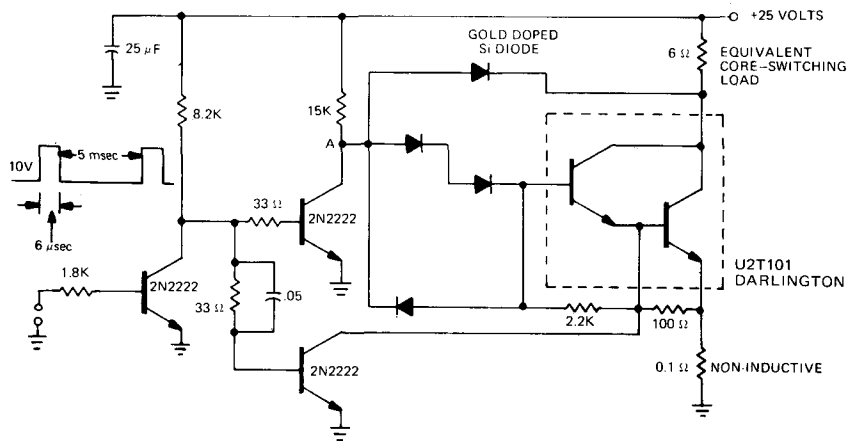 +25 VOLTS
25 µF
GOLD DOPED
Si DIODE
6 Ω
EQUIVALENT
CORE-SWITCHING
LOAD
8.2K
15K
A
10V
5 msec
6 µsec
33 Ω
2N2222
U2T101
DARLINGTON
1.8K
2N2222
33 Ω
.05
2.2K
100 Ω
2N2222
0.1 Ω
NON-INDUCTIVE